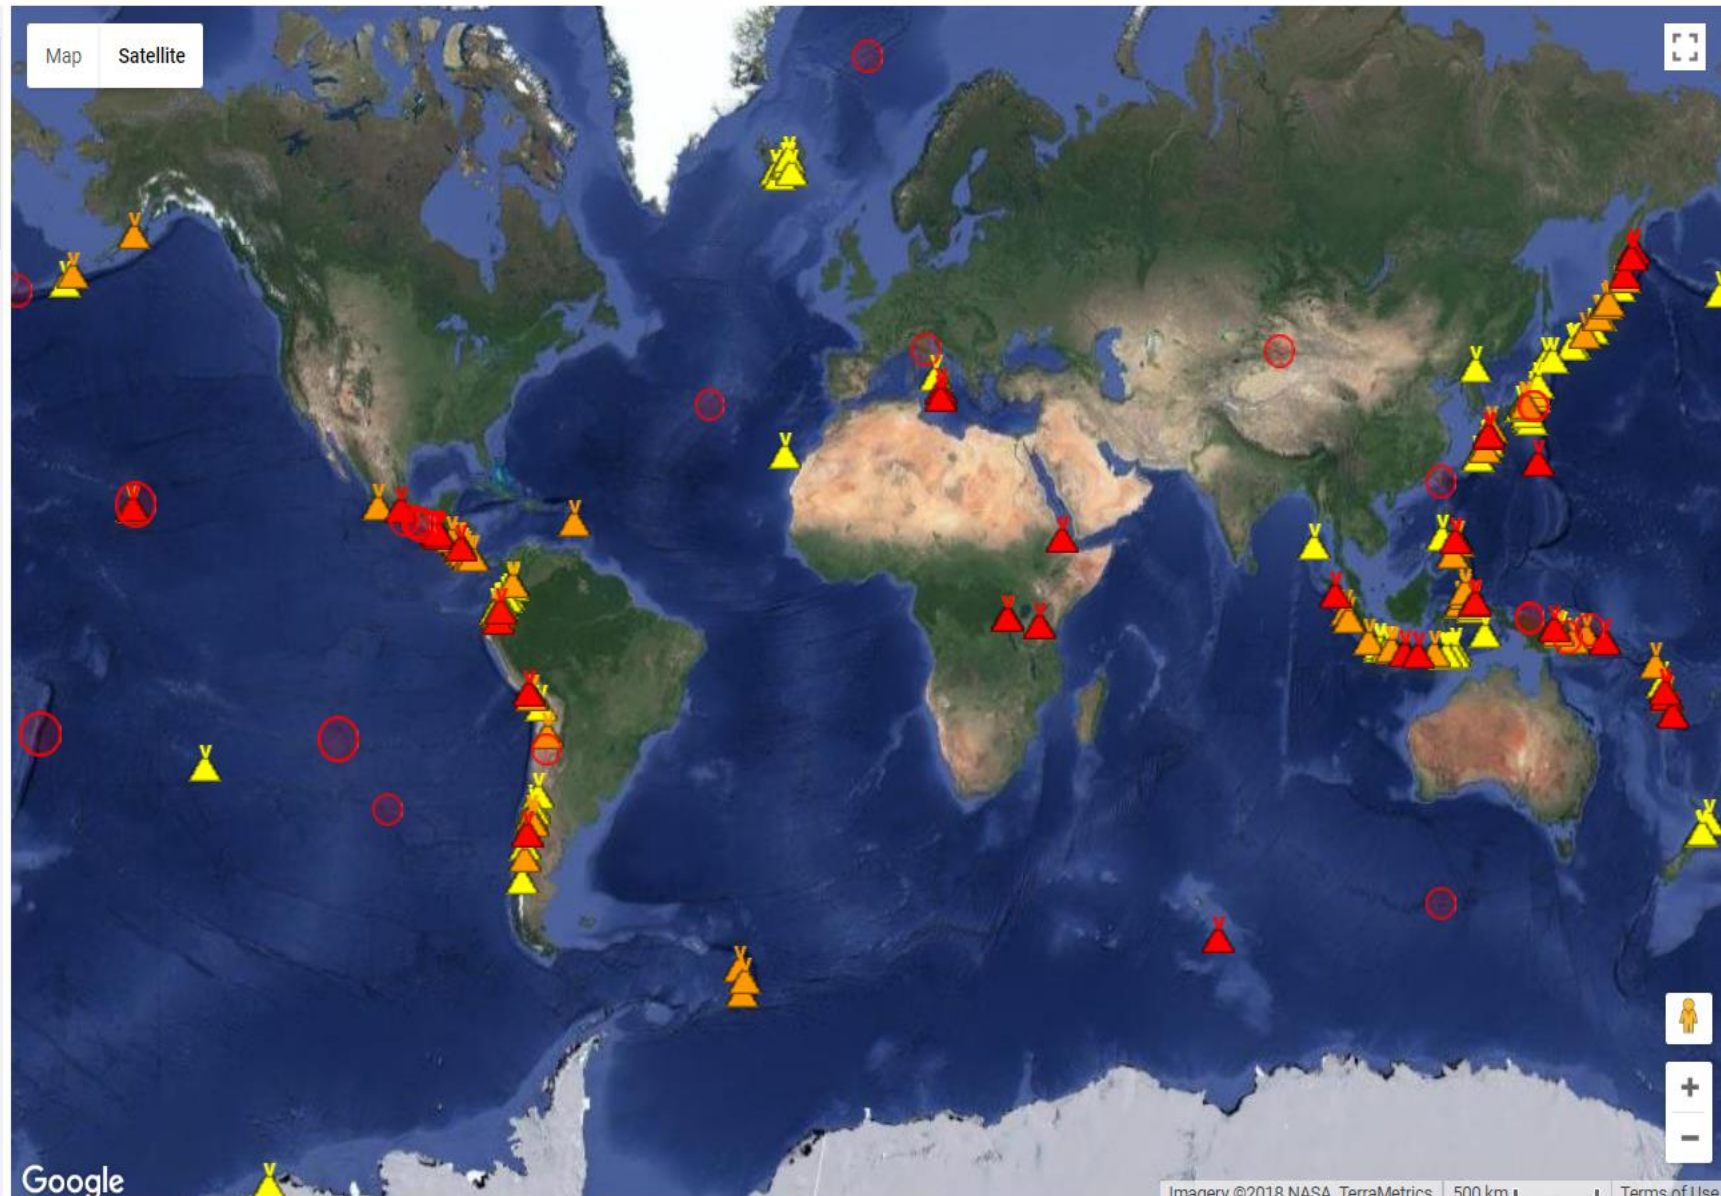 Map Satellite
Google
Imagery ©2018 NASA, TerraMetrics 500 km Terms of Use